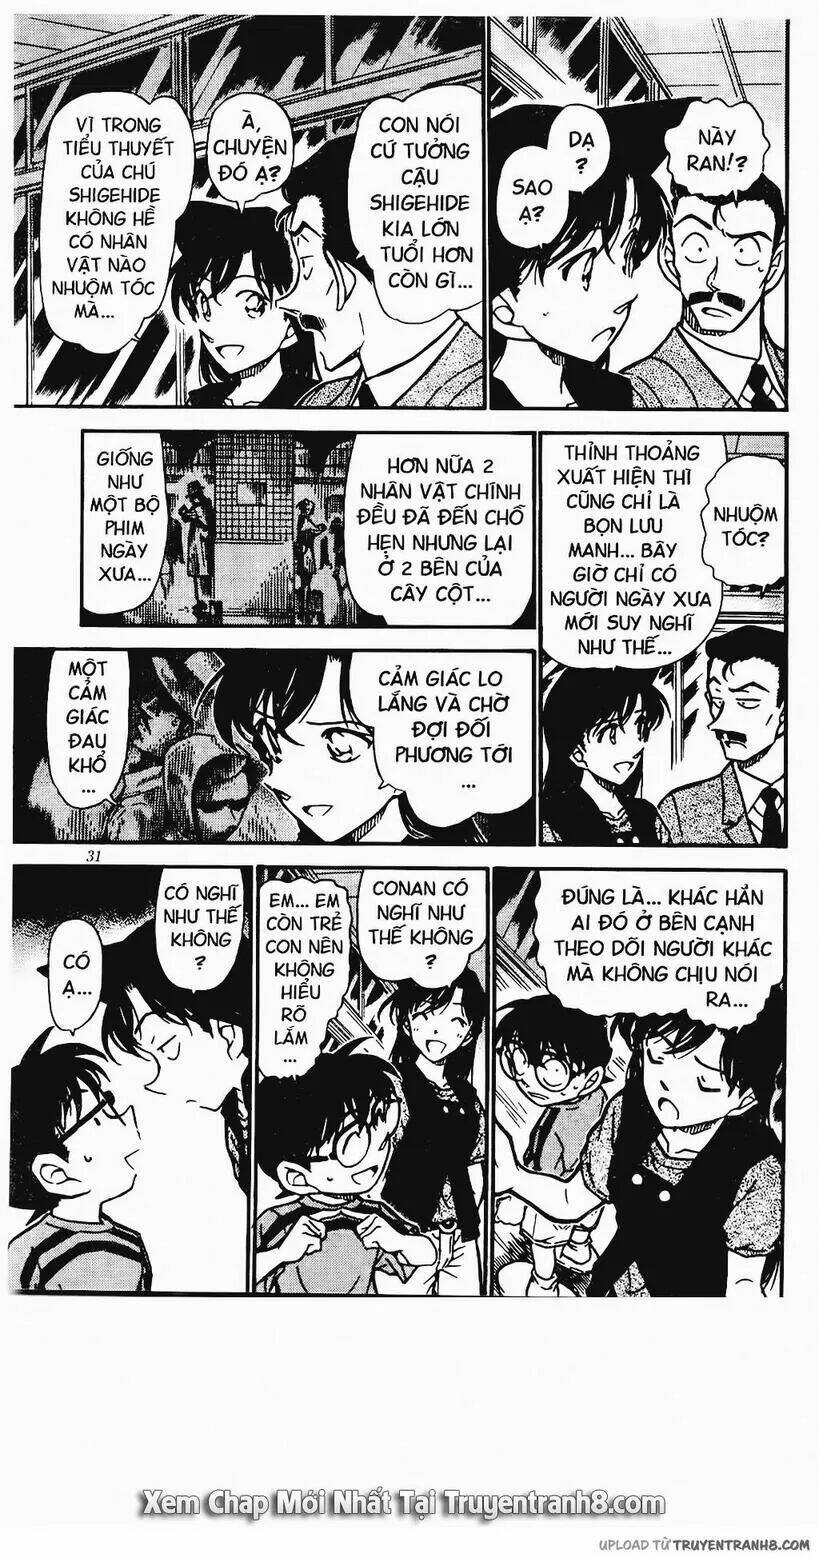 NÀY
RAN!?
DẠ
?
SAO
Ạ?
CON NÓI
CỨ TƯỞNG
CẬU
SHIGEHIDE
KIA LỚN
TUỔI HƠN
CÒN GÌ...
À,
CHUYỆN
ĐÓ Ạ?
VÌ TRONG
TIỂU THUYẾT
CỦA CHÚ
SHIGEHIDE
KHÔNG HỀ
CÓ NHÂN
VẬT NÀO
NHUỘM TÓC
MÀ...
NHUỘM
TÓC?
THỈNH THOẢNG
XUẤT HIỆN THÌ
CŨNG CHỈ LÀ
BỌN LƯU
MANH... BÂY
GIỜ CHỈ CÓ
NGƯỜI NGÀY XƯA
MỚI SUY NGHĨ
NHƯ THẾ...
HƠN NỮA 2
NHÂN VẬT CHÍNH
ĐỀU ĐÃ ĐẾN CHỖ
HẸN NHƯNG LẠI
Ở 2 BÊN CỦA
CÂY CỘT...
GIỐNG
NHƯ
MỘT BỘ
PHIM
NGÀY
XƯA...
CẢM GIÁC LO
LẮNG VÀ CHỜ
ĐỢI ĐỐI
PHƯƠNG TỚI
...
MỘT
CẢM
GIÁC
ĐAU
KHỔ
...
31
ĐÚNG LÀ... KHÁC HẲN
AI ĐÓ Ở BÊN CẠNH
THEO DÕI NGƯỜI KHÁC
MÀ KHÔNG CHỊU NÓI
RA...
CONAN CÓ
NGHĨ NHƯ
THẾ KHÔNG
?
EM... EM
CÒN TRẺ
CON NÊN
KHÔNG
HIỂU
RÕ
LẮM
...
CÓ NGHĨ
NHƯ THẾ
KHÔNG
?
CÓ
Ạ...
Xem Chap Mới Nhất Tại Truyentranh8.com
UPLOAD TỪ TRUYENTRANH8.COM